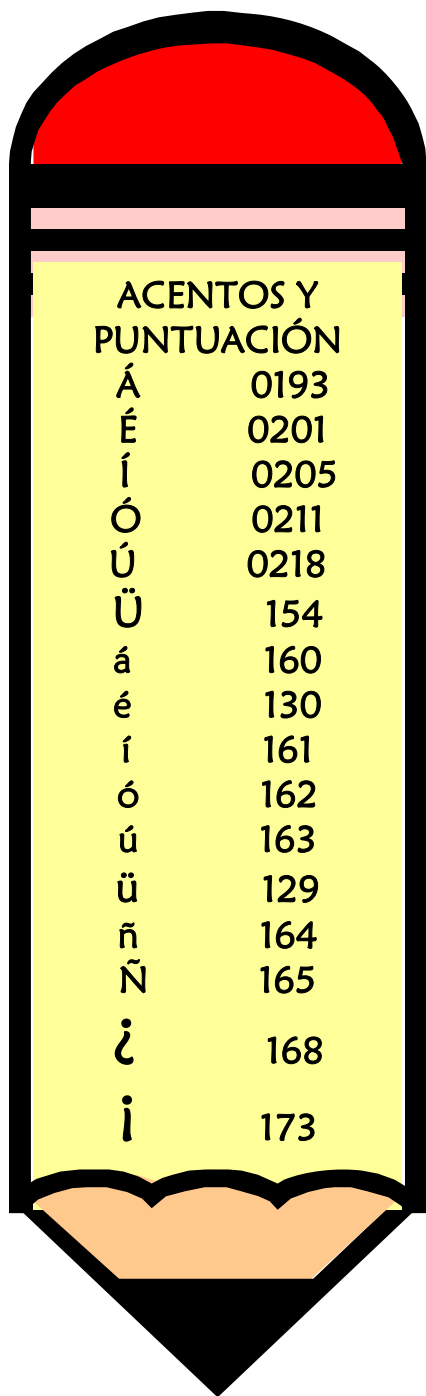 ACENTOS Y
PUNTUACIÓN
Á 0193
É 0201
Í 0205
Ó 0211
Ú 0218
Ü 154
á 160
é 130
í 161
ó 162
ú 163
ü 129
ñ 164
Ñ 165
¿ 168
¡ 173